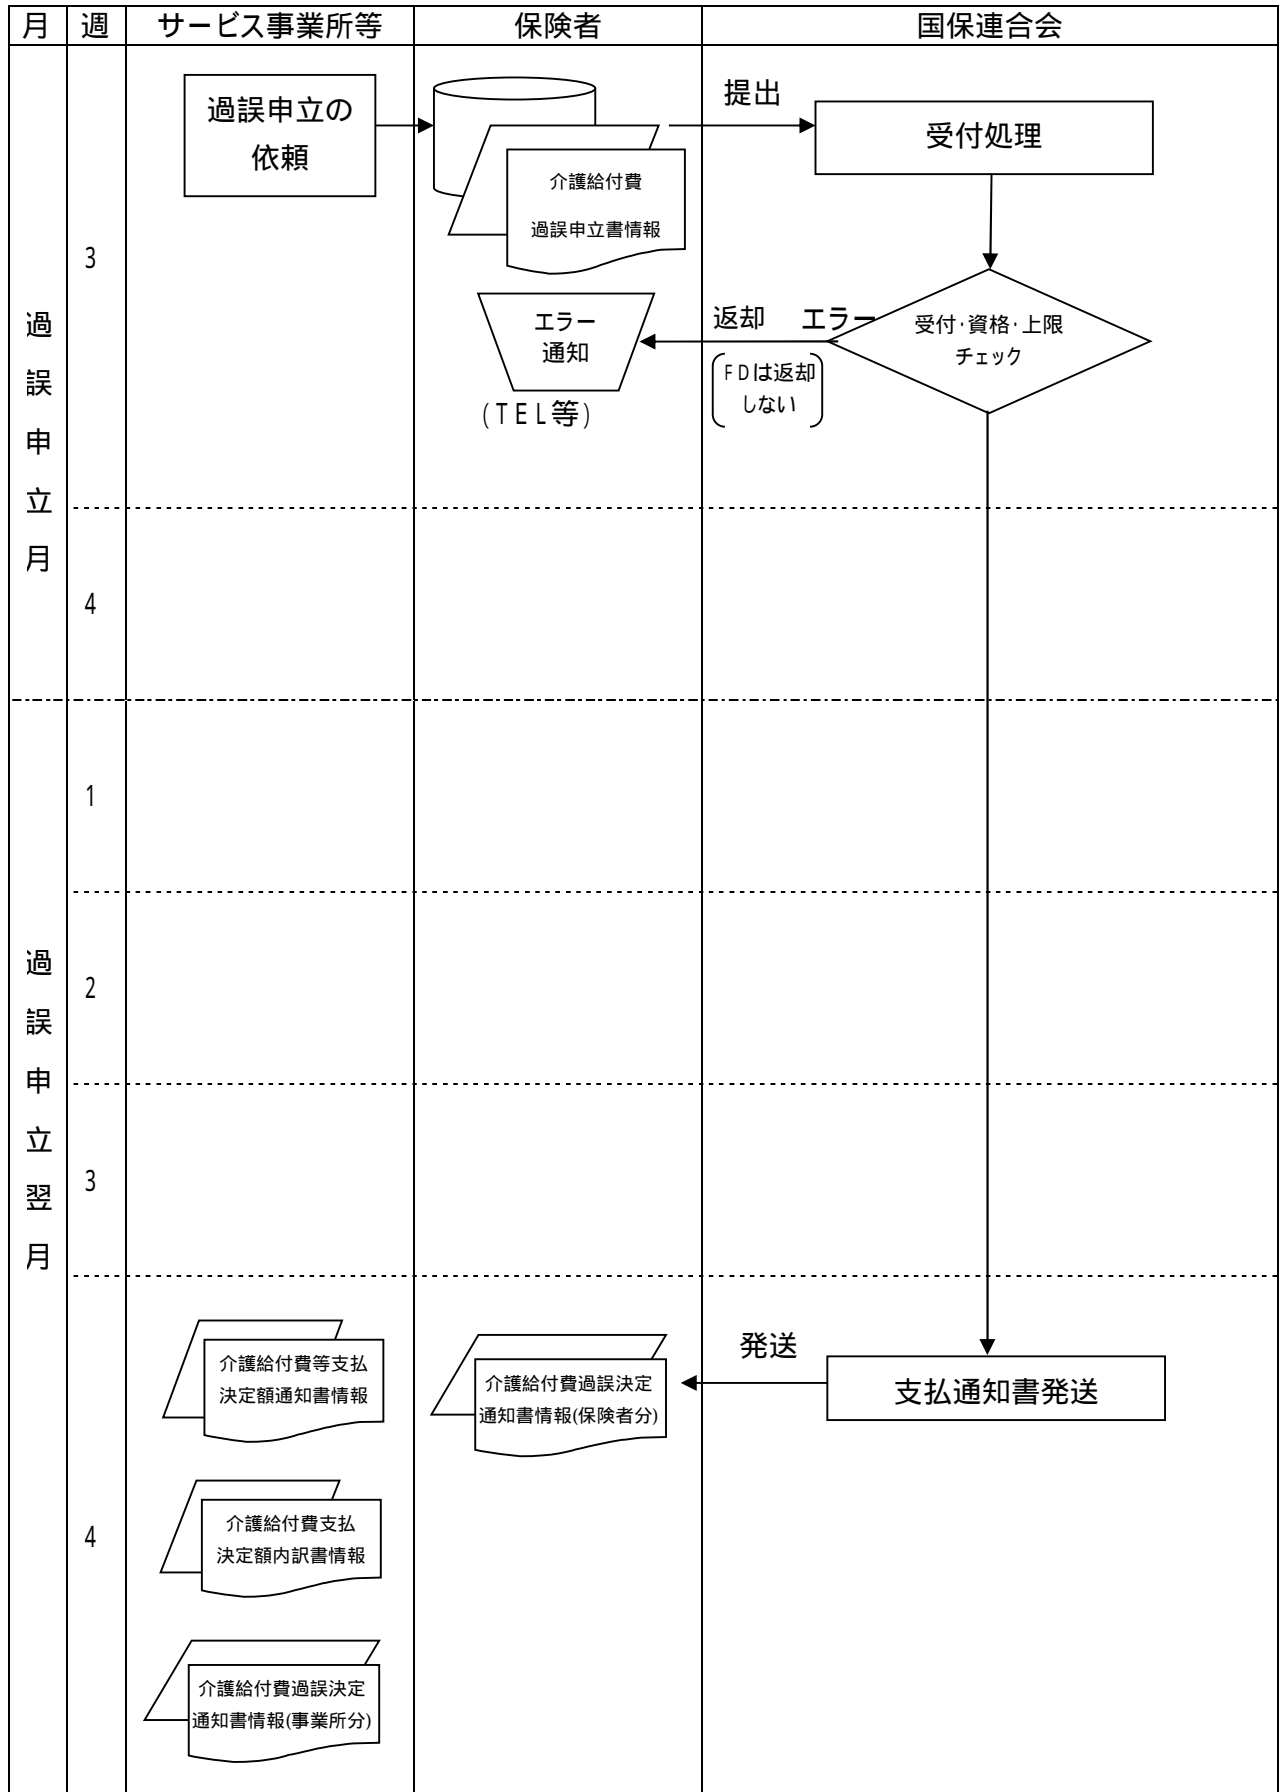 月 週 サービス事業所等 保険者 国保連合会
過誤申立の
依頼
提出
受付処理
介護給付費
過誤申立書情報
3
過誤申立月
エラー
通知
(TEL等)
返却 エラー
FDは返却
しない
受付・資格・上限
チェック
4
1
過誤申立翌月
2
3
介護給付費等支払
決定額通知書情報
介護給付費過誤決定
通知書情報(保険者分)
発送
支払通知書発送
4
介護給付費支払
決定額内訳書情報
介護給付費過誤決定
通知書情報(事業所分)